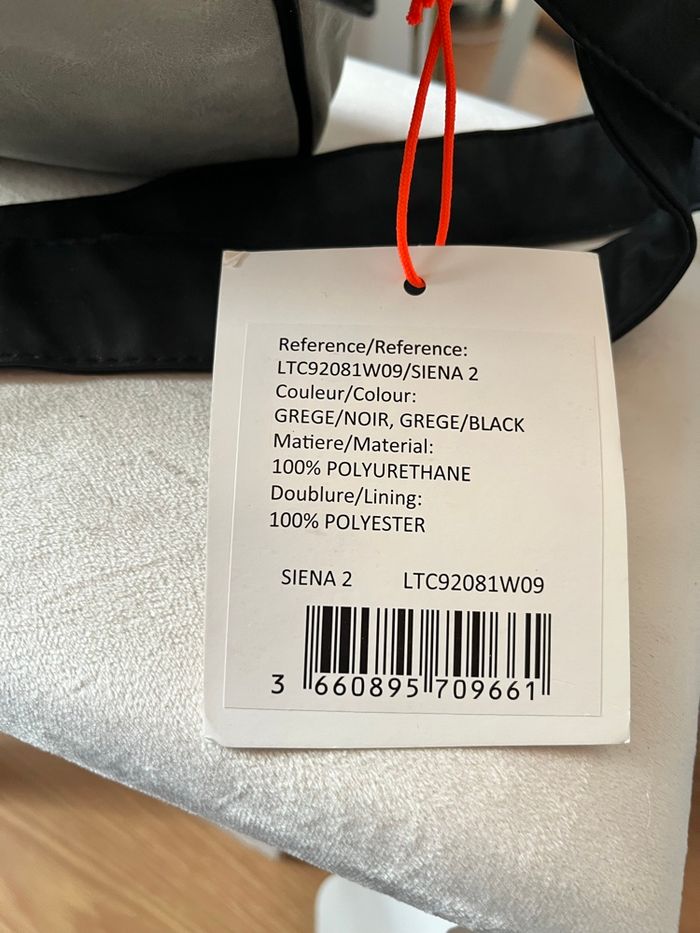 Reference/Reference:
LTC92081W09/SIENA 2
Couleur/Colour:
GREGE/NOIR, GREGE/BLACK
Matiere/Material:
100% POLYURETHANE
Doublure/Lining:
100% POLYESTER
SIENA 2 LTC92081W09
3 660895 709661